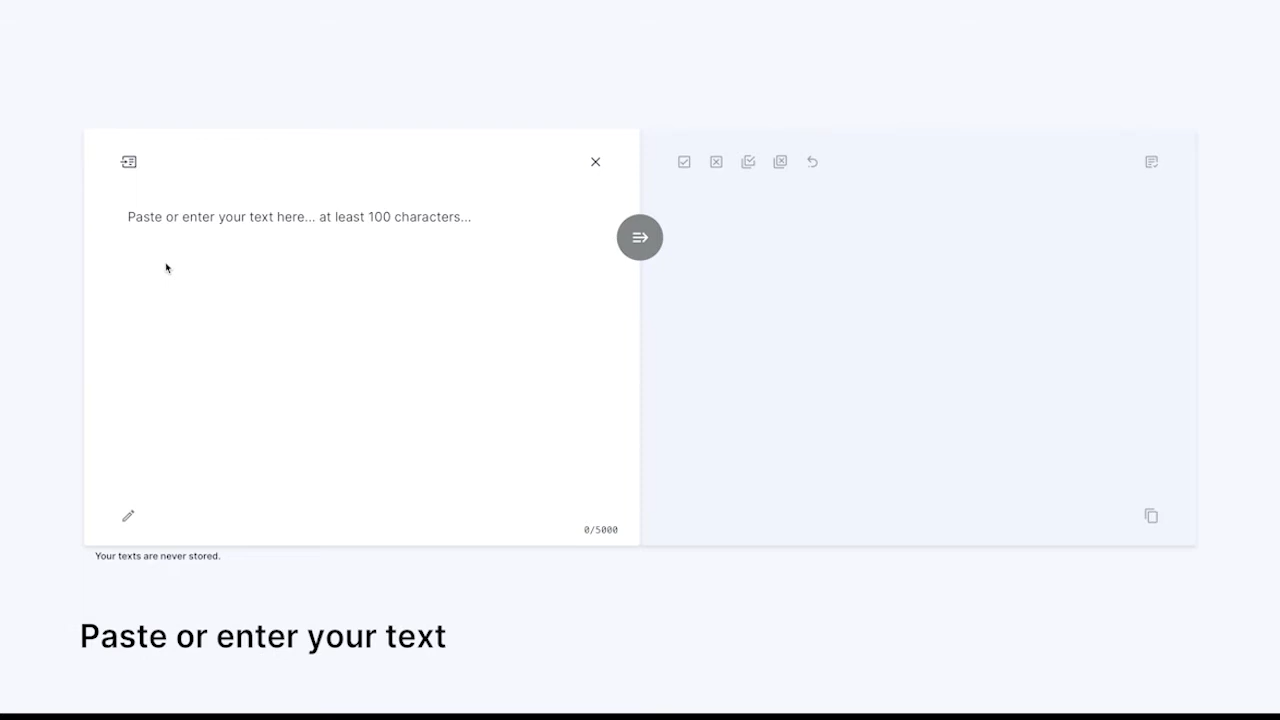 Paste or enter your text here... at least 100 characters...
0/5000
Your texts are never stored.
Paste or enter your text